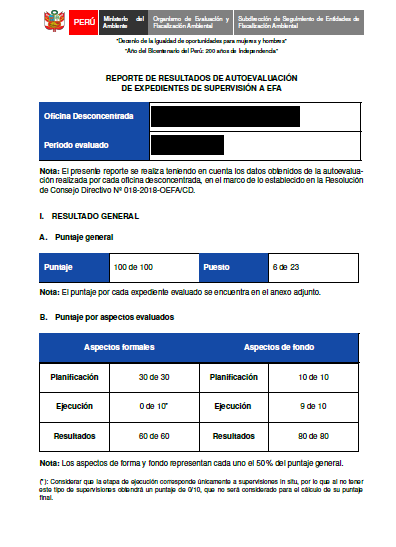 PERÚ
Ministerio del
Ambiente
Organismo de Evaluación y
Fiscalización Ambiental
Subdirección de Seguimiento de Entidades de
Fiscalización Ambiental
"Decenio de la Igualdad de oportunidades para mujeres y hombres"
"Año del Bicentenario del Perú: 200 años de Independencia"
REPORTE DE RESULTADOS DE AUTOEVALUACIÓN
DE EXPEDIENTES DE SUPERVISIÓN A EFA
Oficina Desconcentrada
Periodo evaluado
Nota: El presente reporte se realiza teniendo en cuenta los datos obtenidos de la autoevalua-
ción realizada por cada oficina desconcentrada, en el marco de lo establecido en la Resolución
de Consejo Directivo Nº 018-2018-OEFA/CD.
I. RESULTADO GENERAL
A. Puntaje general
Puntaje 100 de 100 Puesto 6 de 23
Nota: El puntaje por cada expediente evaluado se encuentra en el anexo adjunto.
B. Puntaje por aspectos evaluados
Aspectos formales Aspectos de fondo
Planificación 30 de 30 Planificación 10 de 10
Ejecución 0 de 10* Ejecución 9 de 10
Resultados 60 de 60 Resultados 80 de 80
Nota: Los aspectos de forma y fondo representan cada uno el 50% del puntaje general.
(*): Considerar que la etapa de ejecución corresponde únicamente a supervisiones in situ, por lo que al no tener
este tipo de supervisiones obtendrá un puntaje de 0/10, que no será considerado para el cálculo de su puntaje
final.